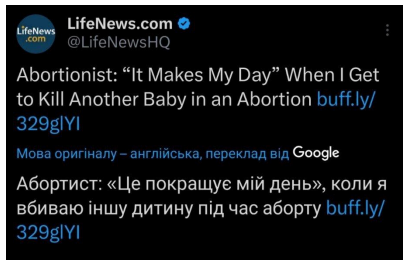 LifeNews
.com
LifeNews.com
@LifeNewsHQ
Abortionist: “It Makes My Day” When I Get
to Kill Another Baby in an Abortion buff.ly/
329glYI
Мова оригіналу – англійська, переклад від Google
Абортист: «Це покращує мій день», коли я
вбиваю іншу дитину під час аборту buff.ly/
329glYI